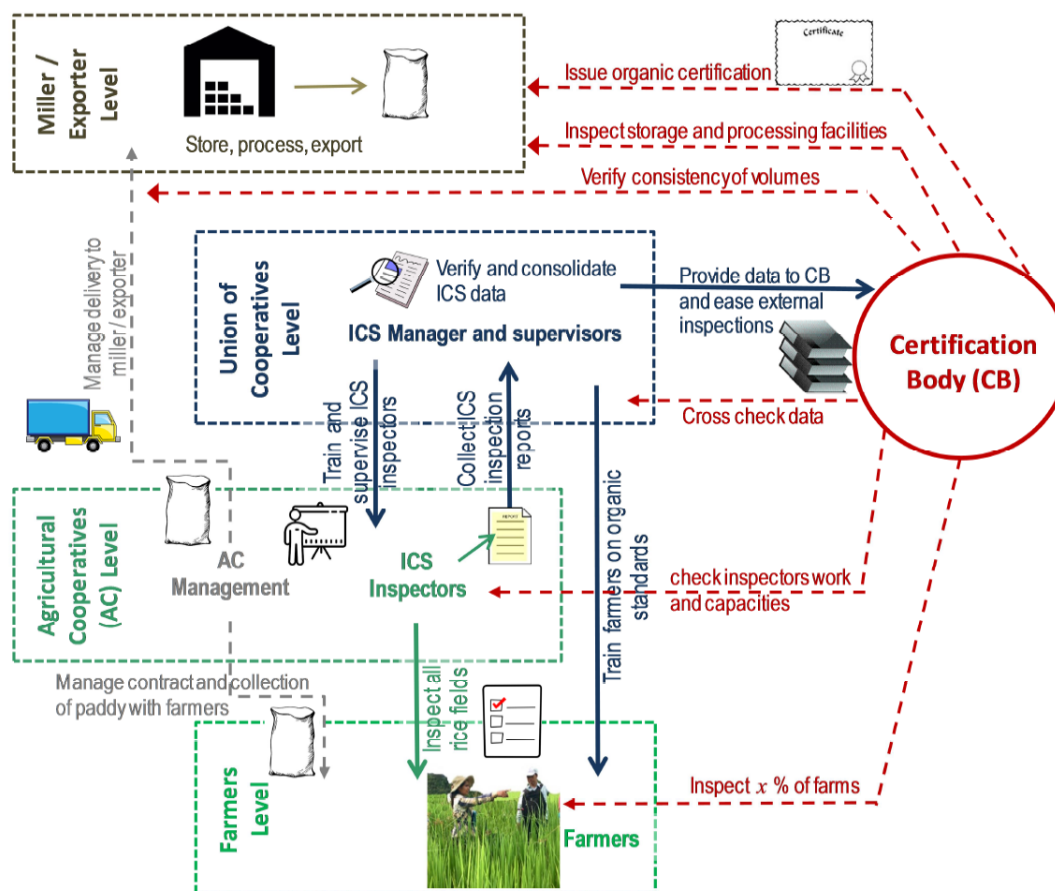 Miller /
Exporter
Level
Store, process, export
Certificate
Issue organic certification
Inspect storage and processing facilities
Verify consistency of volumes
Manage delivery to
miller / exporter
Union of
Cooperatives
Level
Verify and consolidate
ICS data
ICS Manager and supervisors
Provide data to CB
and ease external
inspections
Certification
Body (CB)
Cross check data
Train and
supervise ICS
inspectors
Collect ICS
inspection
reports
Train farmers on organic
standards
Agricultural
Cooperatives
(AC) Level
AC
Management
REPORT
ICS
Inspectors
check inspectors work
and capacities
Manage contract and collection
of paddy with farmers
Inspect all
rice fields
Farmers
Level
Farmers
Inspect x % of farms